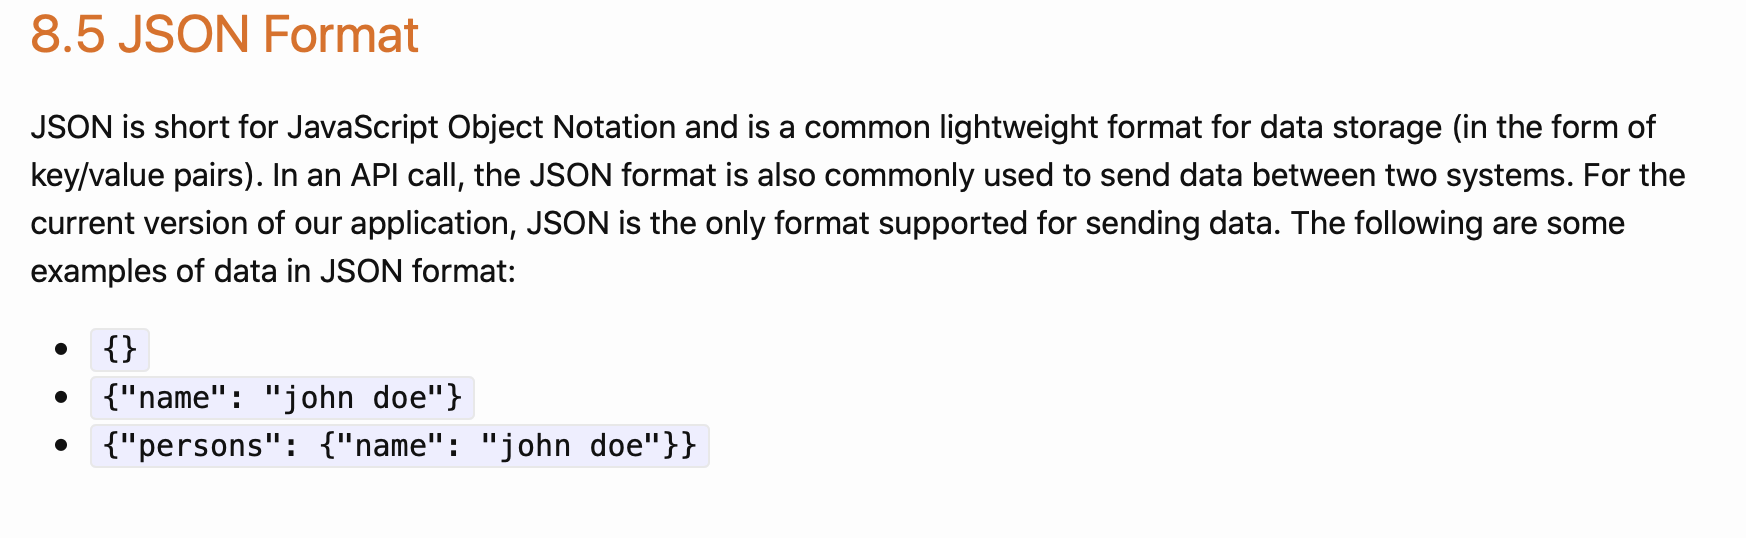 8.5 JSON Format
JSON is short for JavaScript Object Notation and is a common lightweight format for data storage (in the form of
key/value pairs). In an API call, the JSON format is also commonly used to send data between two systems. For the
current version of our application, JSON is the only format supported for sending data. The following are some
examples of data in JSON format:
• {}
• {"name": "john doe"}
• {"persons": {"name": "john doe"}}